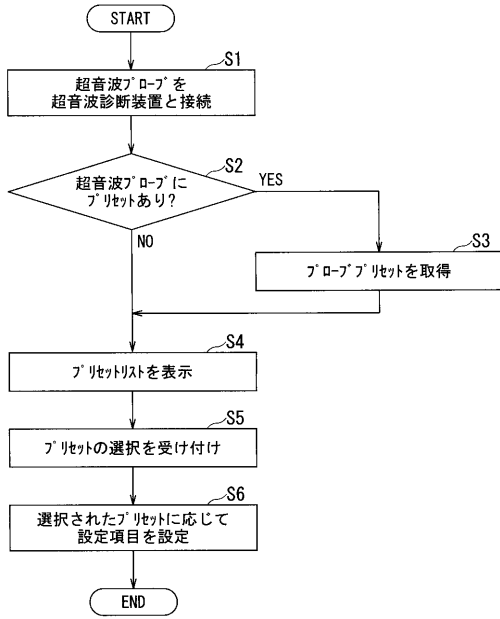 START
S1
超音波ﾌﾟﾛｰﾌﾞを
超音波診断装置と接続
S2
超音波ﾌﾟﾛｰﾌﾞに
ﾌﾟﾘｾｯﾄあり?
YES
NO
S3
ﾌﾟﾛｰﾌﾞﾌﾟﾘｾｯﾄを取得
S4
ﾌﾟﾘｾｯﾄﾘｽﾄを表示
S5
ﾌﾟﾘｾｯﾄの選択を受け付け
S6
選択されたﾌﾟﾘｾｯﾄに応じて
設定項目を設定
END